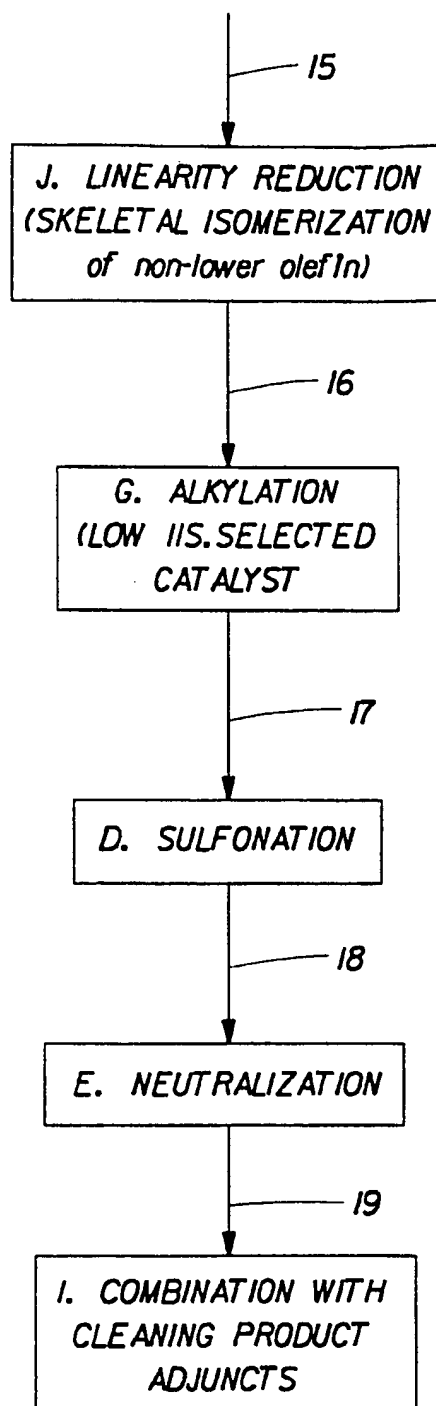 15
J. LINEARITY REDUCTION
(SKELETAL ISOMERIZATION
of non-lower olefin)
16
G. ALKYLATION
(LOW IIS.SELECTED
CATALYST
17
D. SULFONATION
18
E. NEUTRALIZATION
19
I. COMBINATION WITH
CLEANING PRODUCT
ADJUNCTS